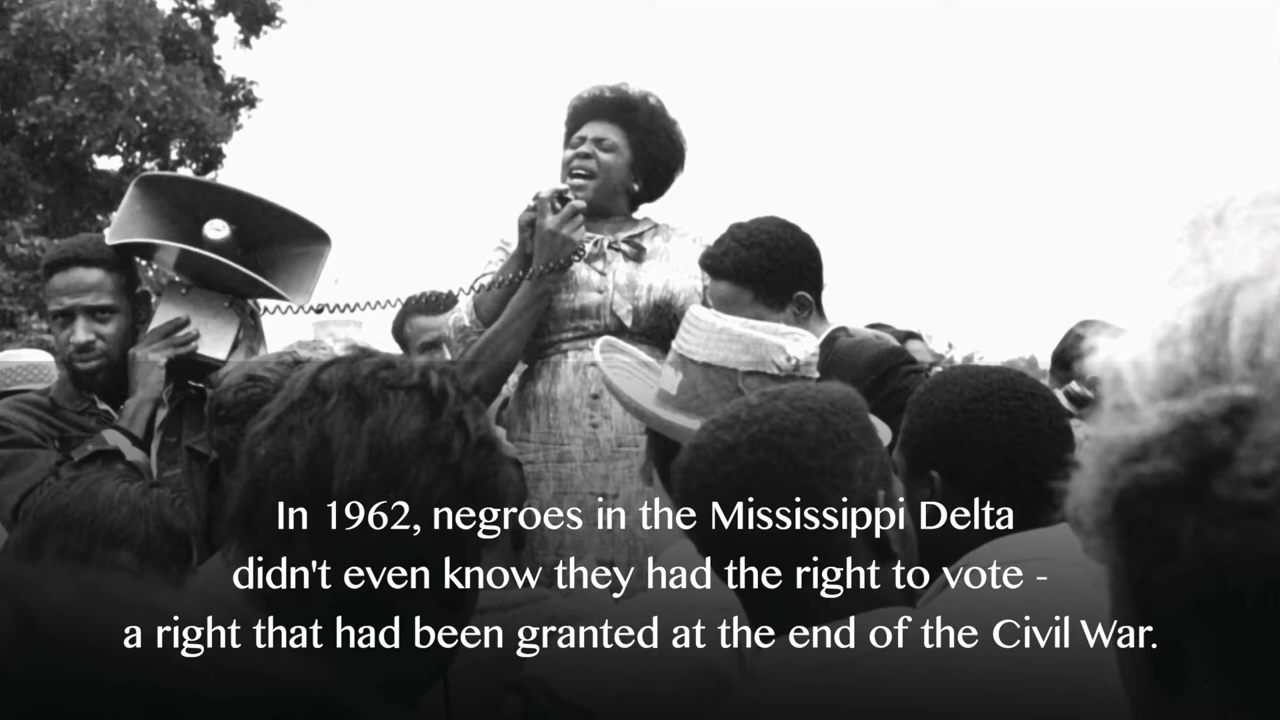 In 1962, negroes in the Mississippi Delta
didn't even know they had the right to vote -
a right that had been granted at the end of the Civil War.